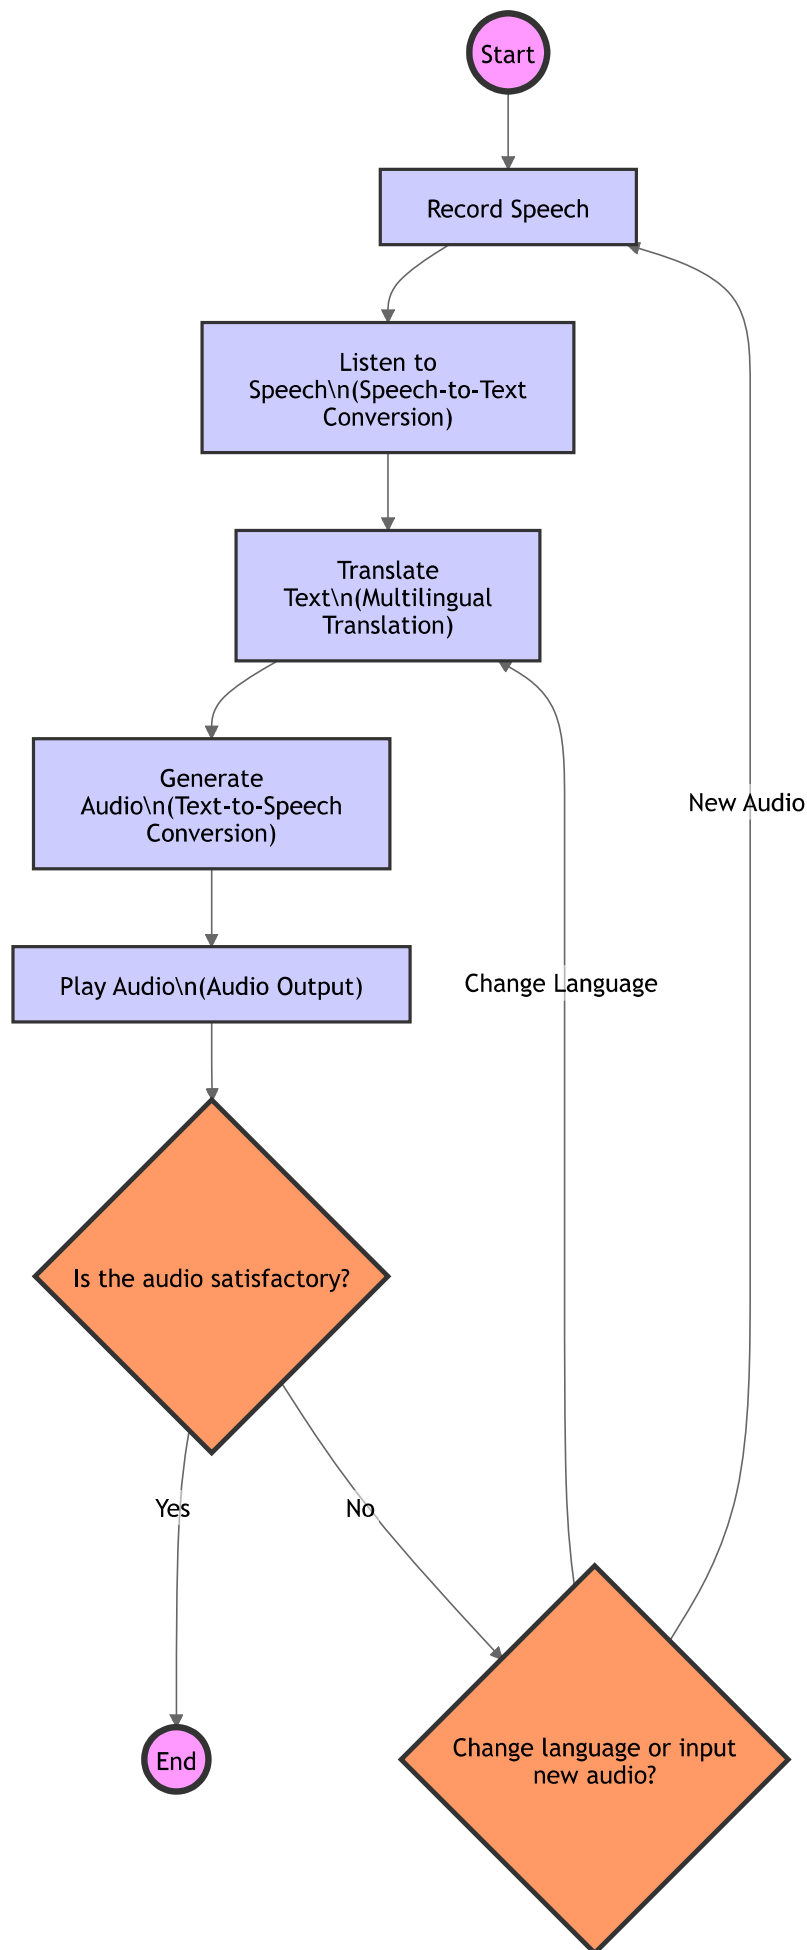 Start
Record Speech
Listen to
Speech\n(Speech-to-Text
Conversion)
Translate
Text\n(Multilingual
Translation)
Generate
Audio\n(Text-to-Speech
Conversion)
New Audio
Play Audio\n(Audio Output)
Change Language
Is the audio satisfactory?
Yes
No
End
Change language or input
new audio?